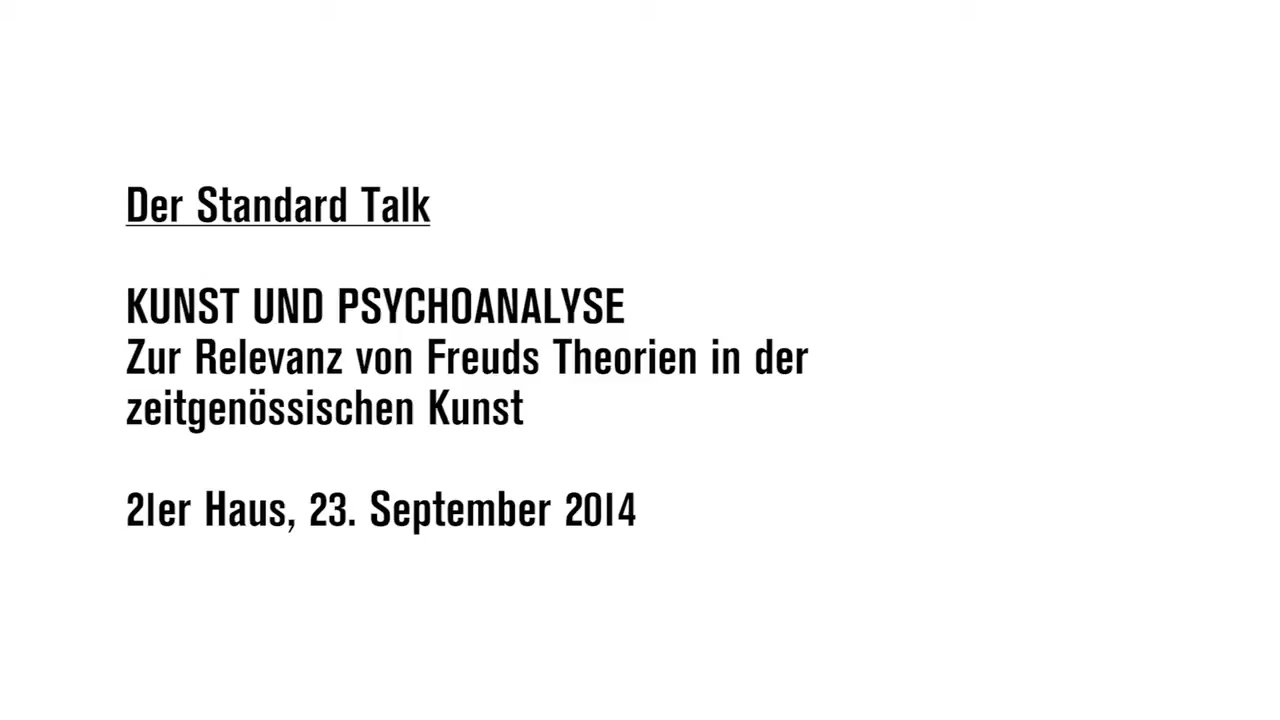 Der Standard Talk
KUNST UND PSYCHOANALYSE
Zur Relevanz von Freuds Theorien in der
zeitgenössischen Kunst
21er Haus, 23. September 2014